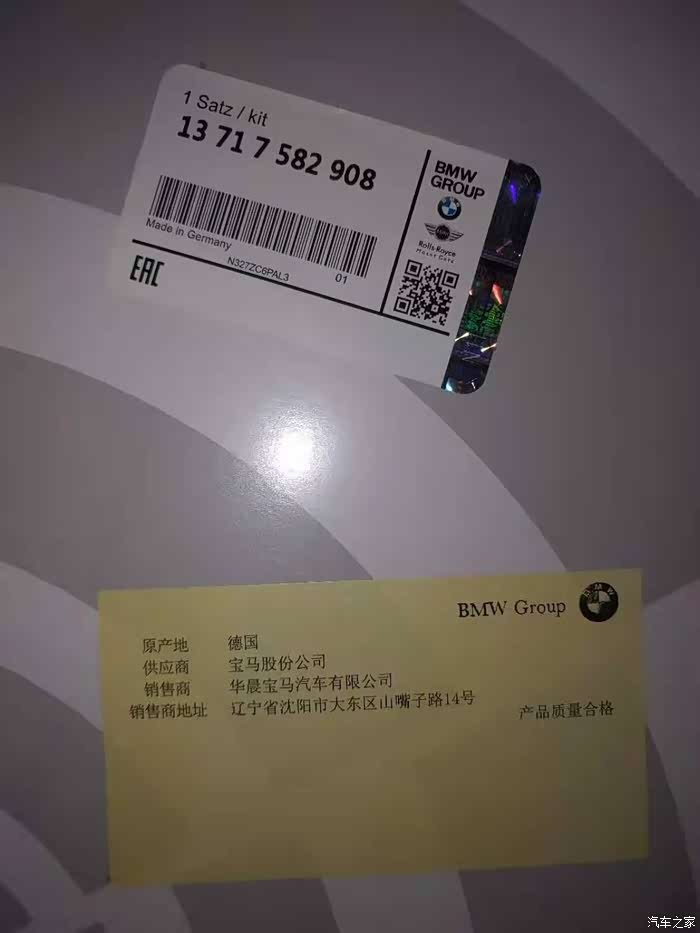 1 Satz / kit
13 71 7 582 908
BMW
GROUP
Rolls-Royce
Motor Cars
Made in Germany
N327ZC6PAL3
01
EAC
BMW Group
BMW
原产地 德国
供应商 宝马股份公司
销售商 华晨宝马汽车有限公司
销售商地址 辽宁省沈阳市大东区山嘴子路14号
产品质量合格
汽车之家